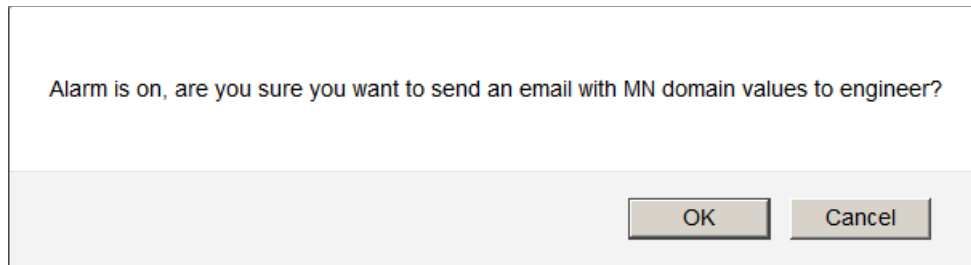 Alarm is on, are you sure you want to send an email with MN domain values to engineer?
OK
Cancel